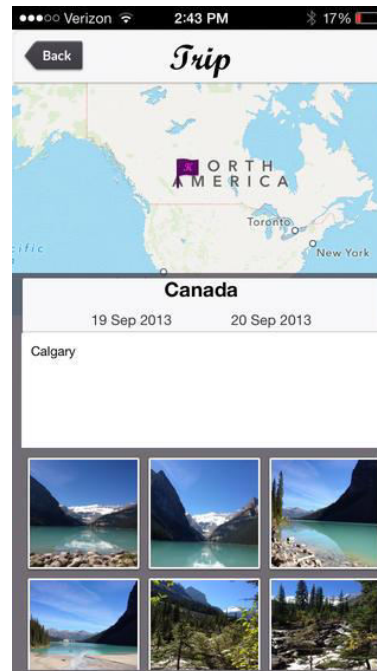 Verizon 2:43 PM 17%
Back
Trip
K
ORTH
AMERICA
Toronto
New York
cific
Canada
19 Sep 2013 20 Sep 2013
Calgary